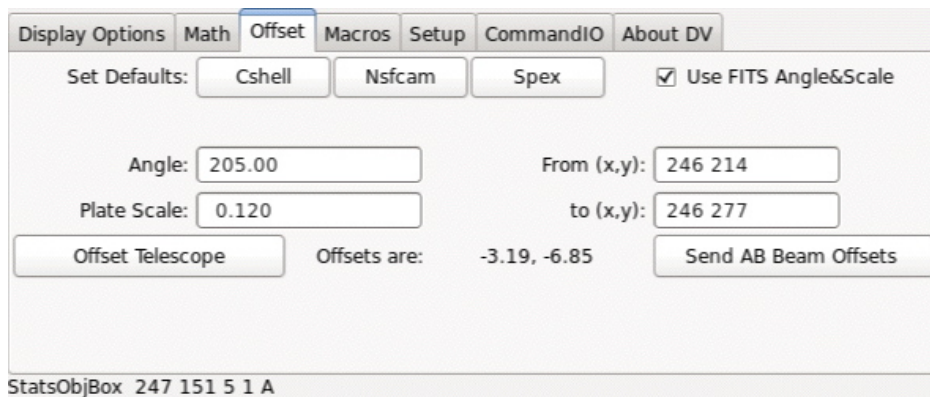 Display Options Math Offset Macros Setup CommandIO About DV
Set Defaults: Cshell Nsfcam Spex Use FITS Angle&Scale
Angle: 205.00 From (x,y): 246 214
Plate Scale: 0.120 to (x,y): 246 277
Offset Telescope Offsets are: -3.19, -6.85 Send AB Beam Offsets
StatsObjBox 247 151 5 1 A